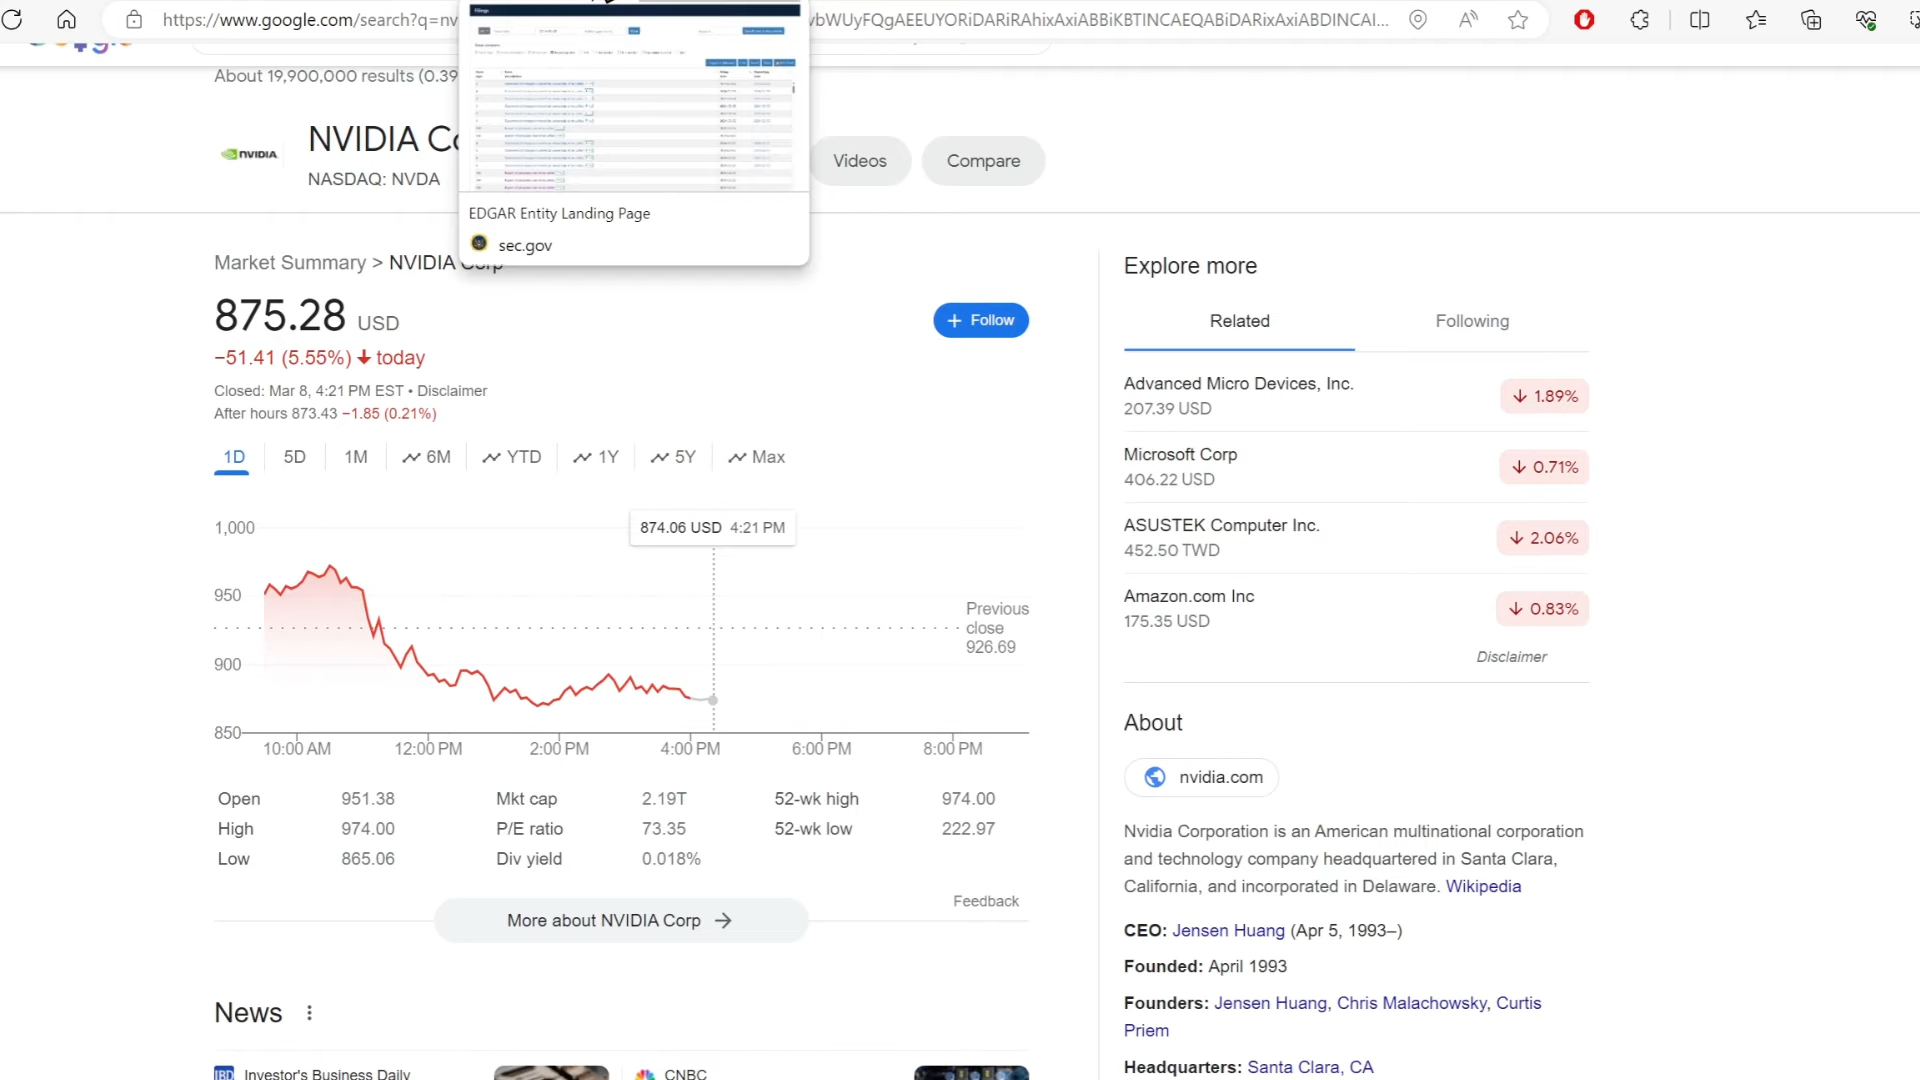 https://www.google.com/search?q=nv
vbWUyFQgAEEUYORiDARiRAhixAxiABBiKBTINCAEQABiDARixAxiABDINCAI...
About 19,900,000 results (0.39
NVIDIA
NVIDIA Co
NASDAQ: NVDA
Videos
Compare
Filings
EDGAR Entity Landing Page
sec.gov
Market Summary > NVIDIA Corp
875.28 USD
+ Follow
−51.41 (5.55%) today
Closed: Mar 8, 4:21 PM EST • Disclaimer
After hours 873.43 −1.85 (0.21%)
1D
5D
1M
6M
YTD
1Y
5Y
Max
874.06 USD 4:21 PM
1,000
950
900
850
Previous
close
926.69
10:00 AM
12:00 PM
2:00 PM
4:00 PM
6:00 PM
8:00 PM
Open 951.38 Mkt cap 2.19T 52-wk high 974.00
High 974.00 P/E ratio 73.35 52-wk low 222.97
Low 865.06 Div yield 0.018%
Feedback
More about NVIDIA Corp
News
IBD Investor's Business Daily
CNBC
Explore more
Related
Following
Advanced Micro Devices, Inc.
207.39 USD
1.89%
Microsoft Corp
406.22 USD
0.71%
ASUSTEK Computer Inc.
452.50 TWD
2.06%
Amazon.com Inc
175.35 USD
0.83%
Disclaimer
About
nvidia.com
Nvidia Corporation is an American multinational corporation
and technology company headquartered in Santa Clara,
California, and incorporated in Delaware. Wikipedia
CEO: Jensen Huang (Apr 5, 1993–)
Founded: April 1993
Founders: Jensen Huang, Chris Malachowsky, Curtis
Priem
Headquarters: Santa Clara, CA